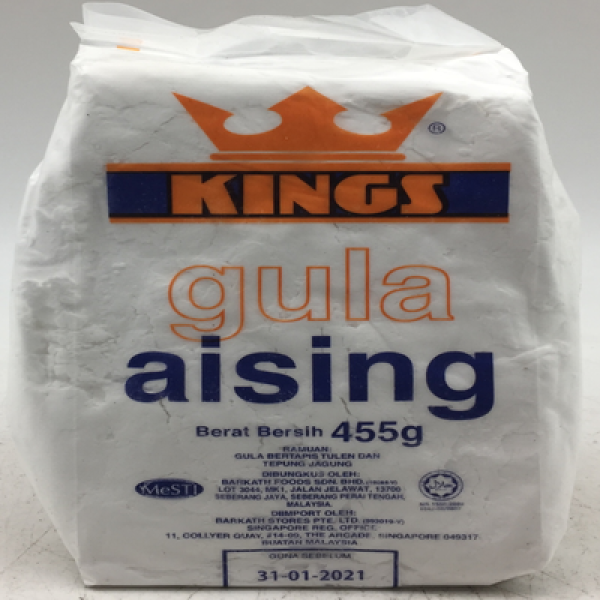 ®
KINGS
gula
aising
Berat Bersih 455g
RAMUAN:
GULA BERTAPIS TULEN DAN
TEPUNG JAGUNG
DIBUNGKUS OLEH:
BARKATH FOODS SDN. BHD.
LOT 3044, MK1, JALAN JELAWAT, 13700
SEBERANG JAYA, SEBERANG PERAI TENGAH,
MALAYSIA.
MeSTI
DIIMPORT OLEH:
BARKATH STORES PTE. LTD.
SINGAPORE REG. OFFICE
11, COLLYER QUAY, #14-09, THE ARCADE, SINGAPORE 049317.
BUATAN MALAYSIA
GUNA SEBELUM
31-01-2021